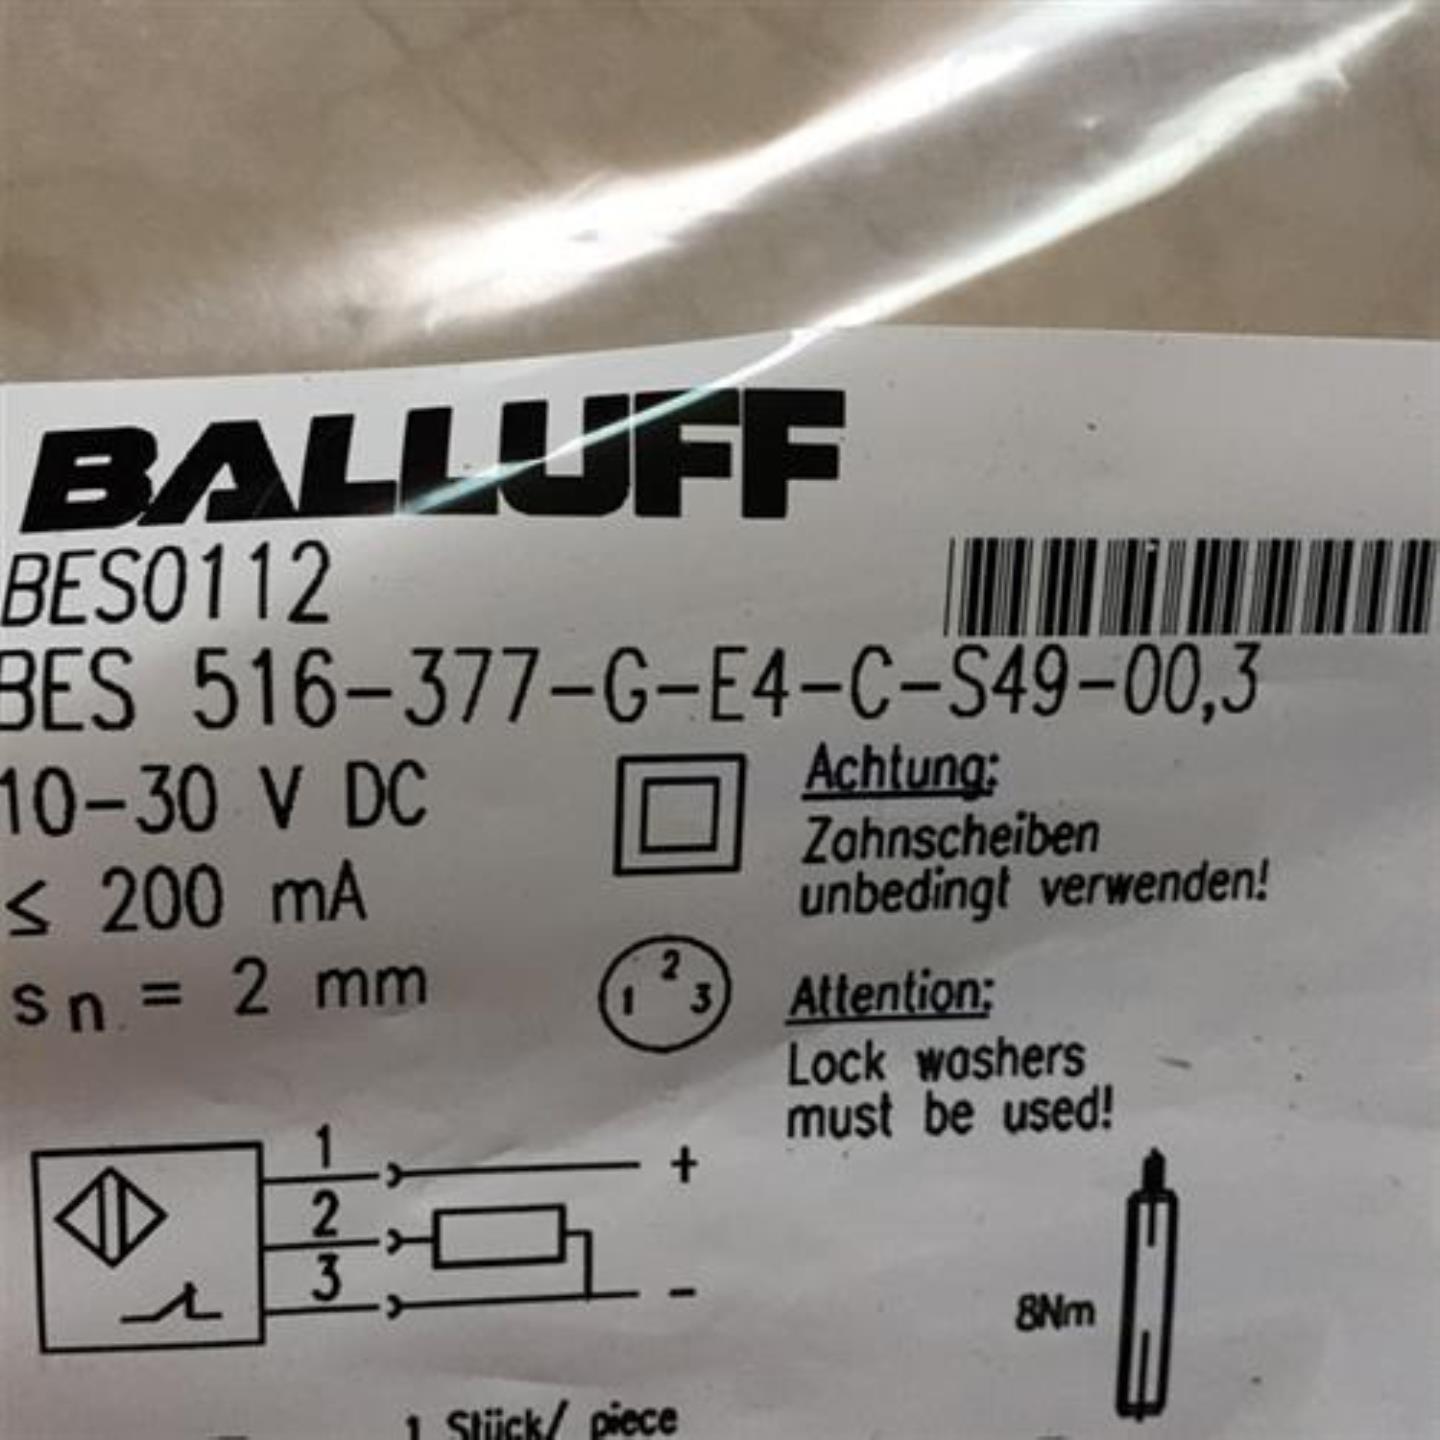 BALLUFF
BES0112
BES 516-377-G-E4-C-S49-00,3
10-30 V DC
≤ 200 mA
sn = 2 mm
Achtung:
Zahnscheiben
unbedingt verwenden!
1 2 3
Attention:
Lock washers
must be used!
1
+
2
3
-
8Nm
1 Stück/ piece